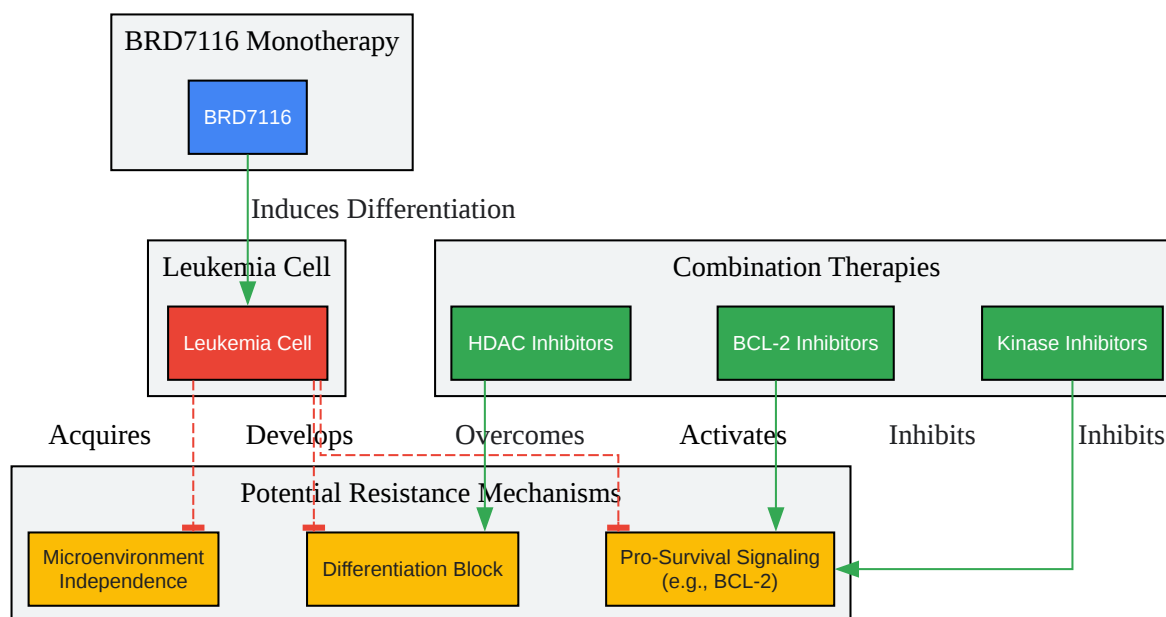 BRD7116 Monotherapy
BRD7116
Induces Differentiation
Leukemia Cell
Combination Therapies
Leukemia Cell
HDAC Inhibitors
BCL-2 Inhibitors
Kinase Inhibitors
Acquires
Develops
Overcomes
Activates
Inhibits
Inhibits
Potential Resistance Mechanisms
Microenvironment
Independence
Differentiation Block
Pro-Survival Signaling
(e.g., BCL-2)